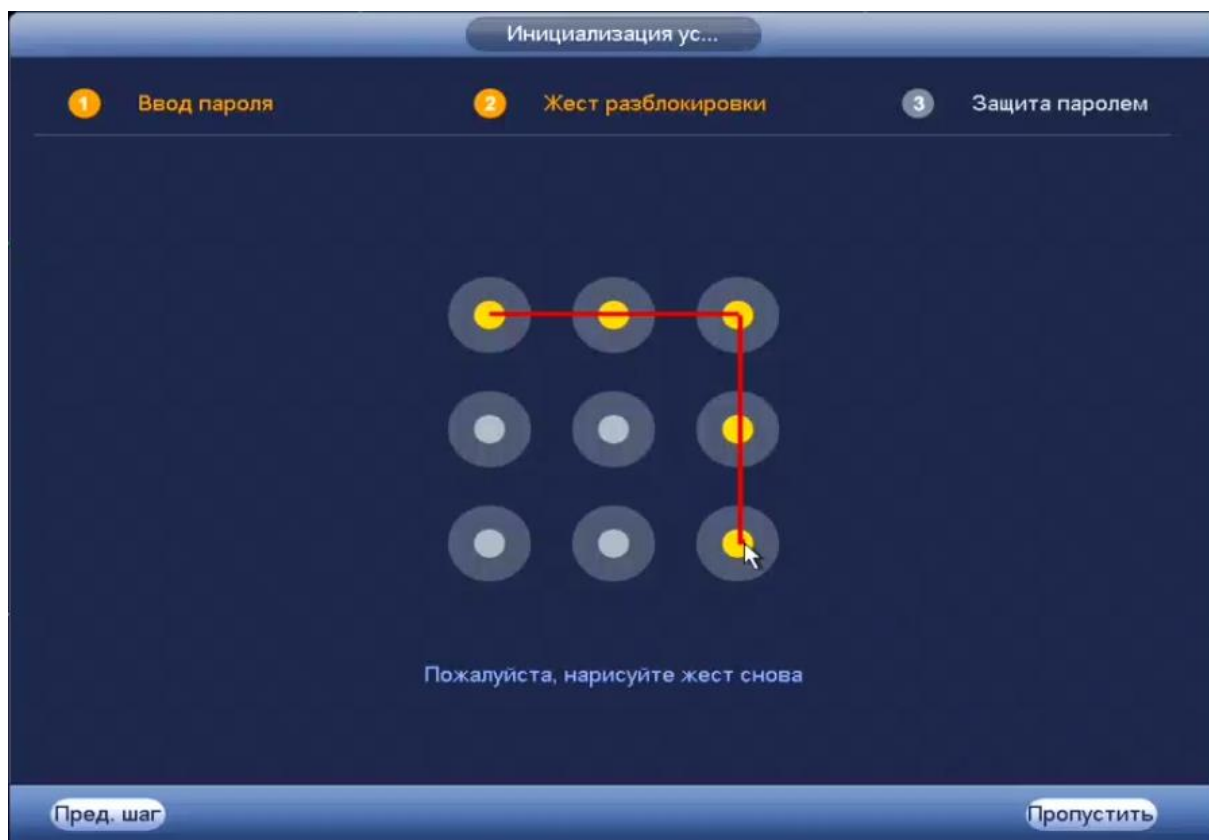 Инициализация ус...
1 Ввод пароля 2 Жест разблокировки 3 Защита паролем
Пожалуйста, нарисуйте жест снова
Пред. шаг Пропустить